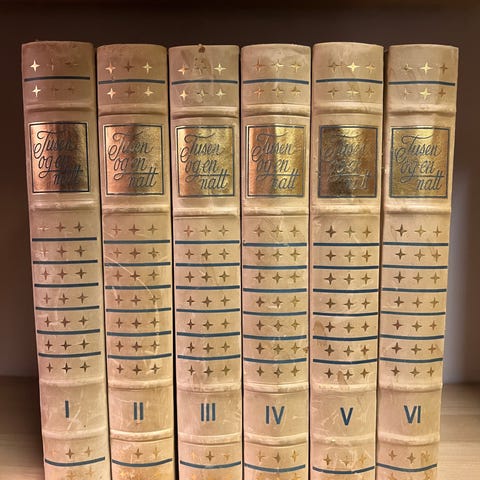 Tusen
og en
natt
I
Tusen
og en
natt
II
Tusen
og en
natt
III
Tusen
og en
natt
IV
Tusen
og en
natt
V
Tusen
og en
natt
VI